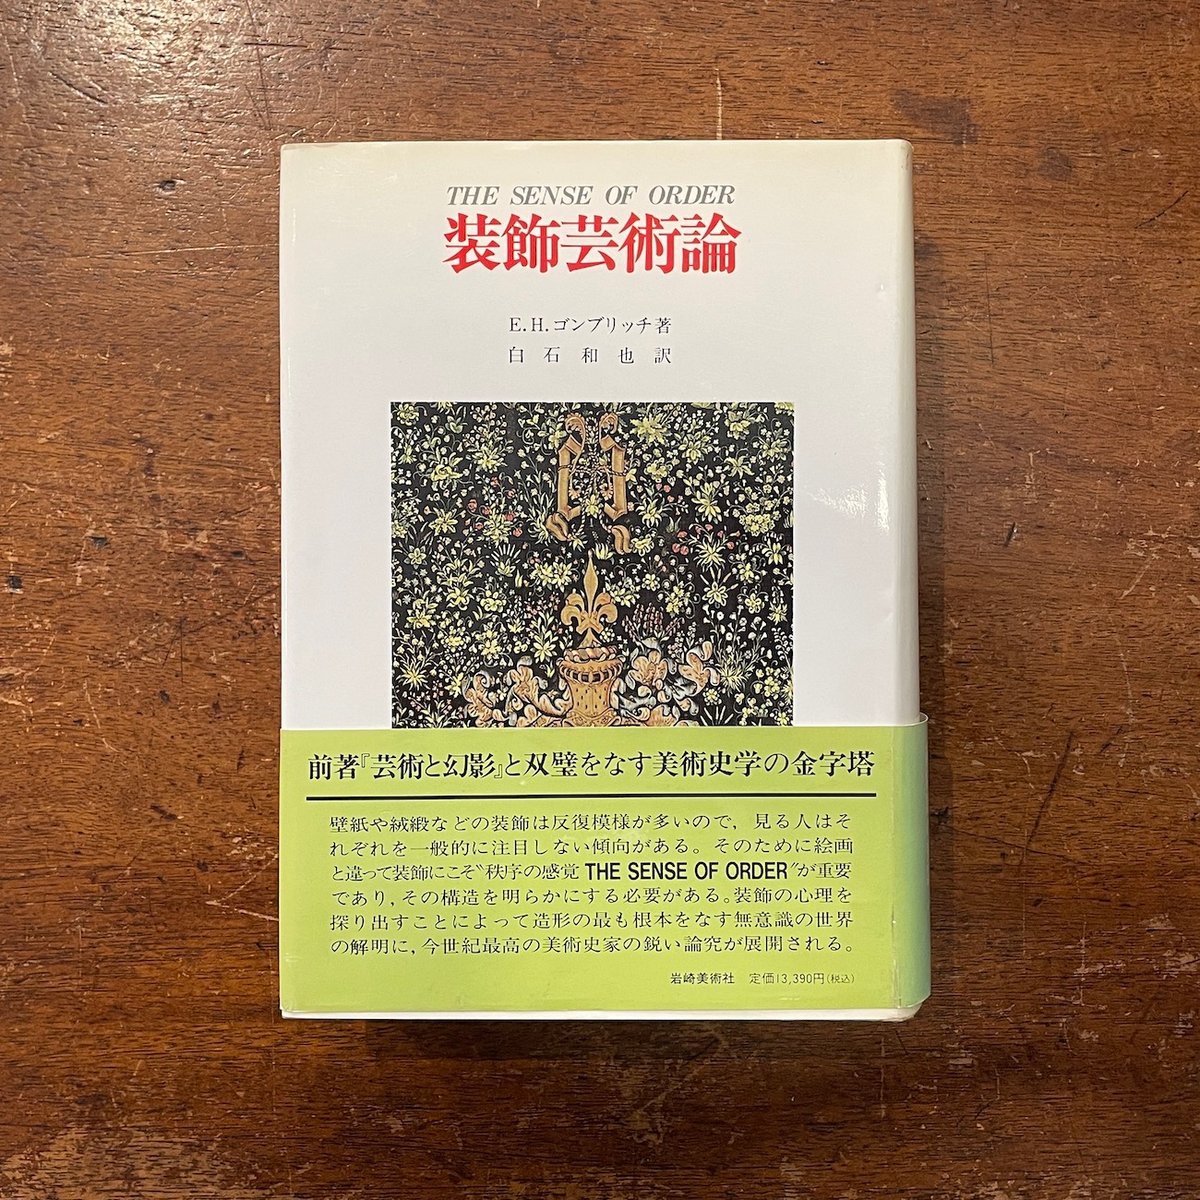 THE SENSE OF ORDER
装飾芸術論
E.H.ゴンブリッチ著
白石和也訳
前著『芸術と幻影』と双璧をなす美術史学の金字塔
壁紙や絨緞などの装飾は反復模様が多いので，見る人はそ
れぞれを一般的に注目しない傾向がある。そのために絵画
と違って装飾にこそ〝秩序の感覚 THE SENSE OF ORDER〟が重要
であり，その構造を明らかにする必要がある。装飾の心理を
探り出すことによって造形の最も根本をなす無意識の世界
の解明に，今世紀最高の美術史家の鋭い論究が展開される。
岩崎美術社　定価13,390円(税込)